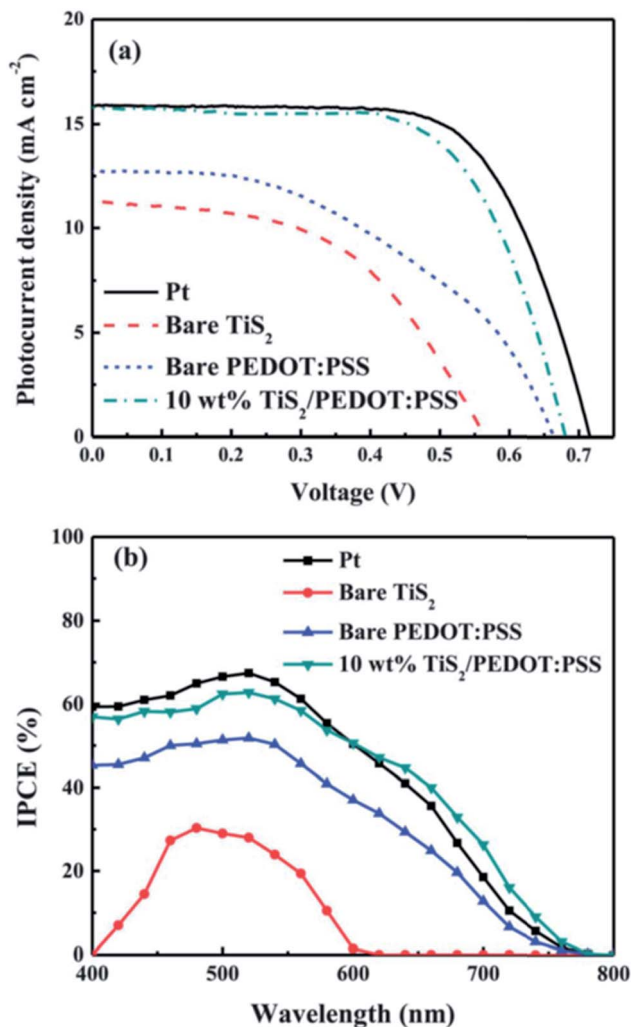 (a)
Photocurrent density (mA cm⁻²)
20
15
10
5
0
Pt
Bare TiS₂
Bare PEDOT:PSS
10 wt% TiS₂/PEDOT:PSS
0.0 0.1 0.2 0.3 0.4 0.5 0.6 0.7
Voltage (V)
(b)
IPCE (%)
100
80
60
40
20
0
Pt
Bare TiS₂
Bare PEDOT:PSS
10 wt% TiS₂/PEDOT:PSS
400 500 600 700 800
Wavelength (nm)